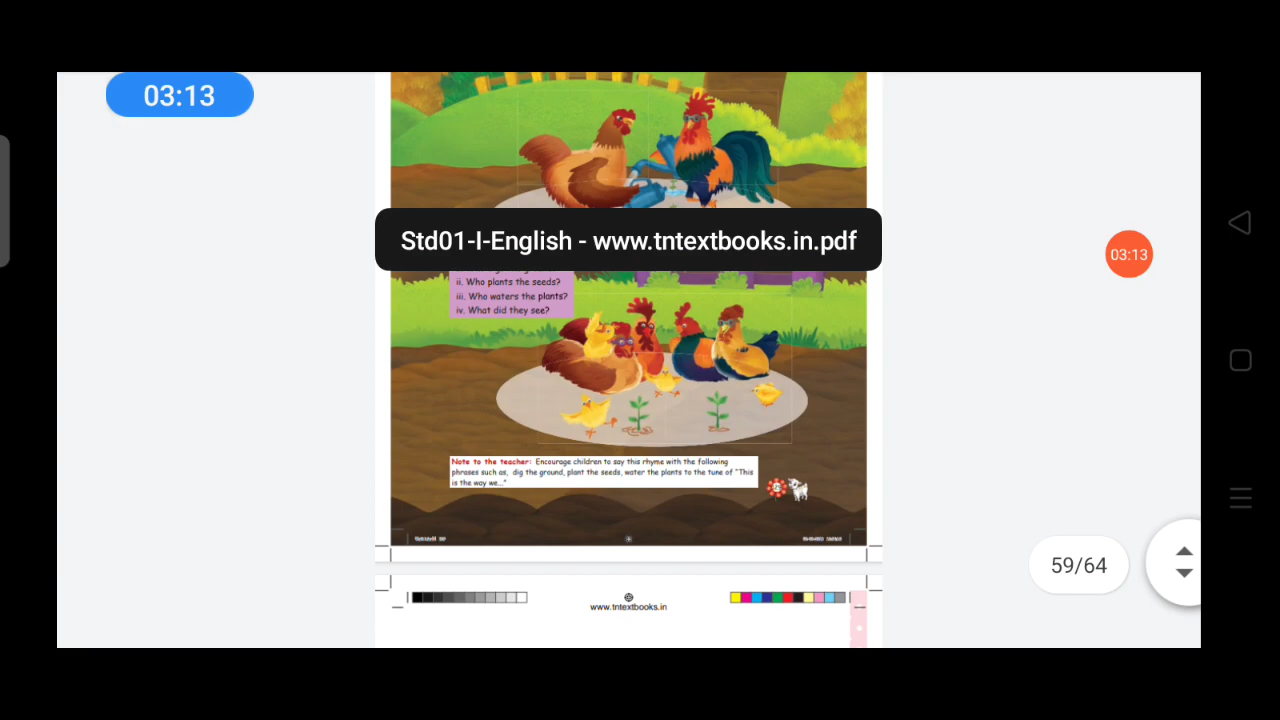 03:13
Std01-I-English - www.tntextbooks.in.pdf
03:13
ii. Who plants the seeds?
iii. Who waters the plants?
iv. What did they see?
Note to the teacher: Encourage children to say this rhyme with the following
phrases such as, dig the ground, plant the seeds, water the plants to the tune of "This
is the way we..."
59/64
www.tntextbooks.in